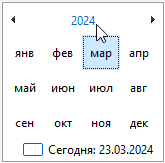 2024
янв фев мар апр
май июн июл авг
сен окт ноя дек
Сегодня: 23.03.2024